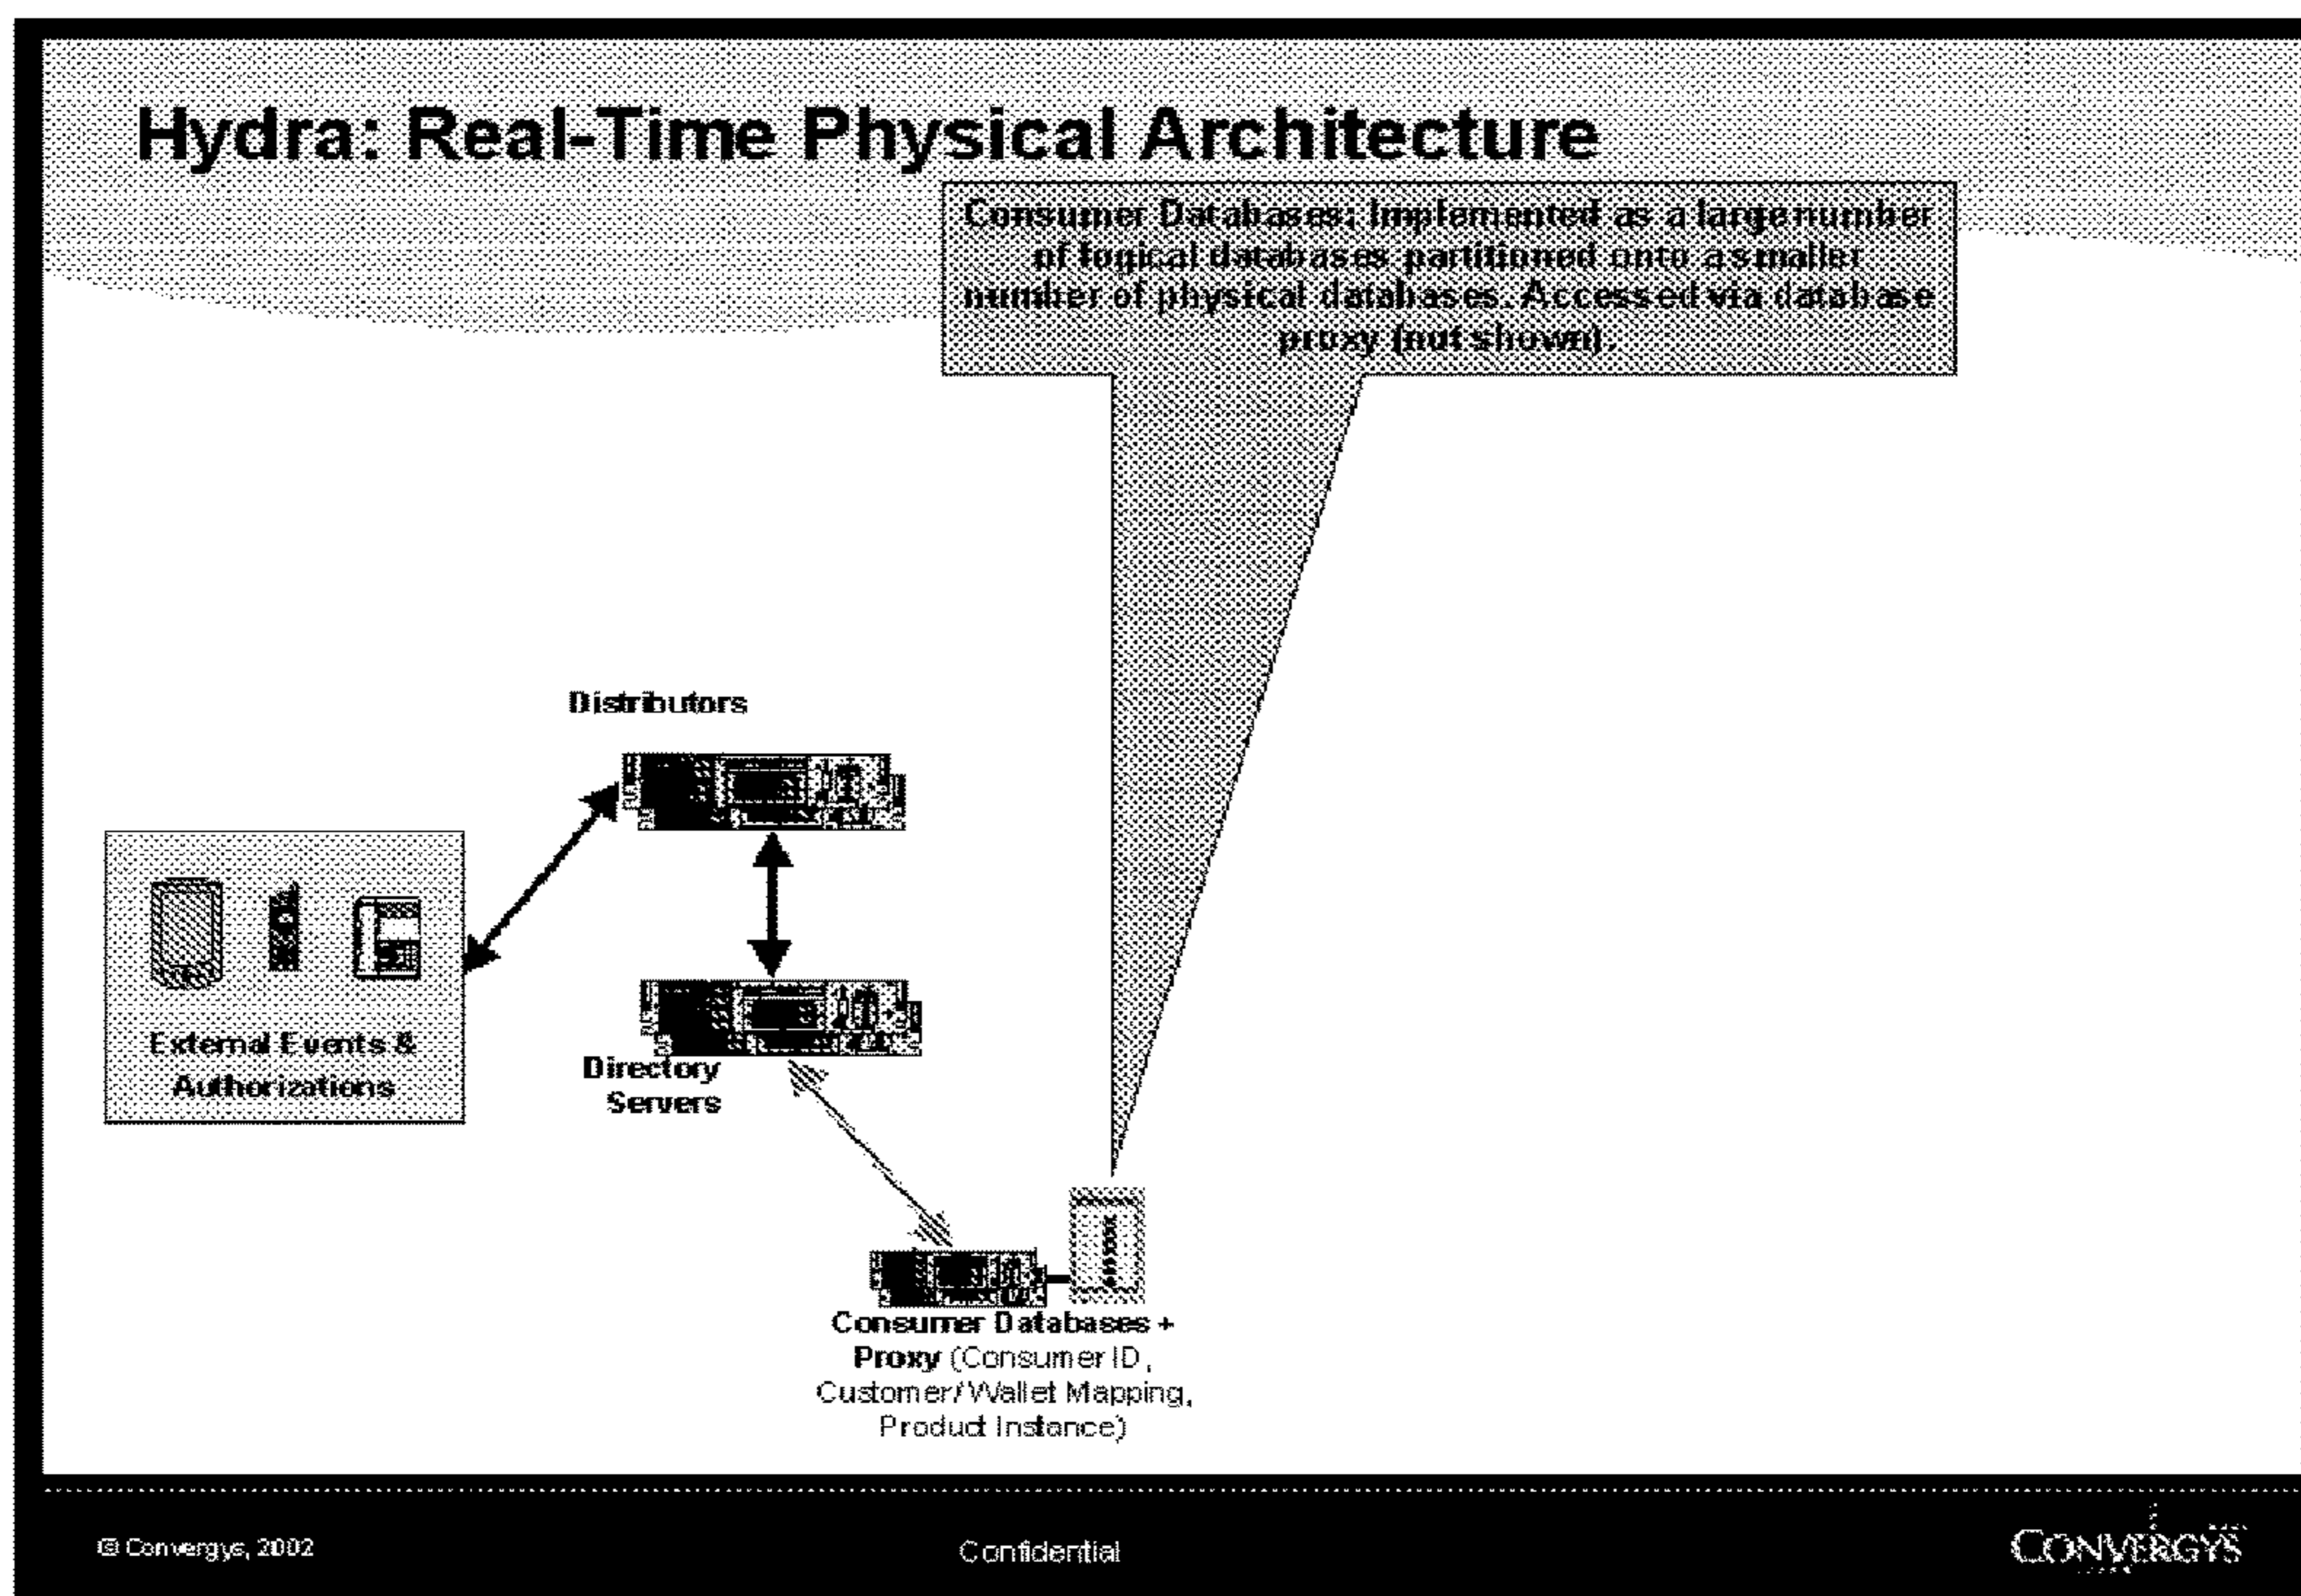 Hydra: Real-Time Physical Architecture
Consumer Databases: Implemented as a large number
of logical databases partitioned onto a smaller
number of physical databases. Accessed via database
proxy (not shown).
Distributors
External Events &
Authorizations
Directory
Servers
Consumer Databases +
Proxy (Consumer ID,
Customer/Wallet Mapping,
Product Instance)
© Convergys, 2002
Confidential
CONVERGYS